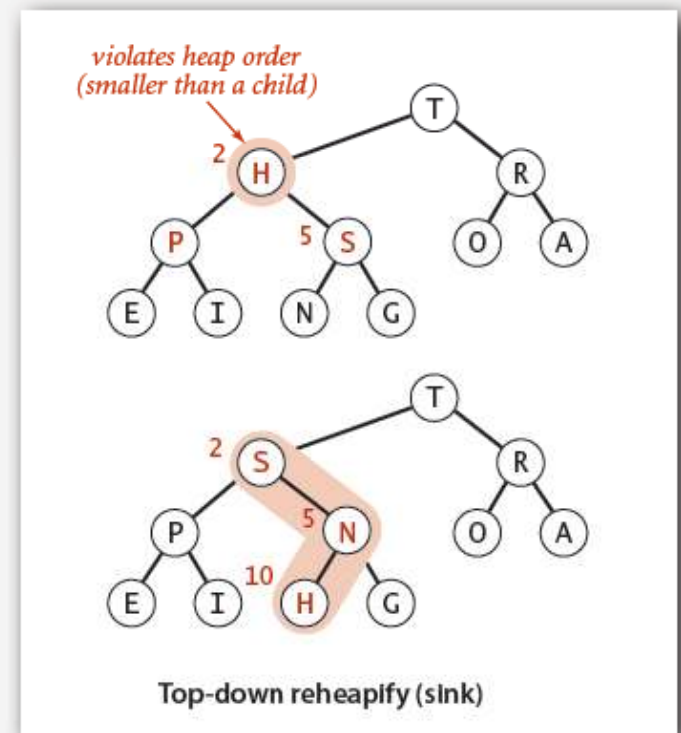 violates heap order
(smaller than a child)
T
2 H R
P 5 S O A
E I N G
T
2 S R
P 5 N O A
E I 10 H G
Top-down reheapify (sink)